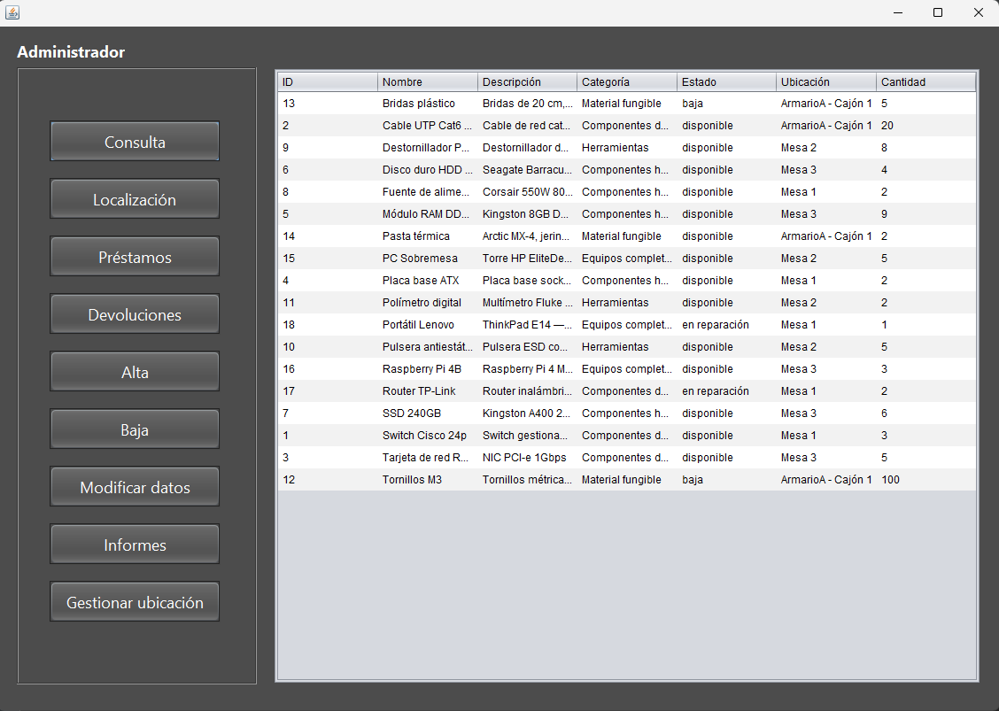 Administrador
Consulta
Localización
Préstamos
Devoluciones
Alta
Baja
Modificar datos
Informes
Gestionar ubicación
ID Nombre Descripción Categoría Estado Ubicación Cantidad
13 Bridas plástico Bridas de 20 cm,... Material fungible baja ArmarioA - Cajón 1 5
2 Cable UTP Cat6 ... Cable de red cat... Componentes d... disponible ArmarioA - Cajón 1 20
9 Destornillador P... Destornillador d... Herramientas disponible Mesa 2 8
6 Disco duro HDD ... Seagate Barracu... Componentes h... disponible Mesa 3 4
8 Fuente de alime... Corsair 550W 80... Componentes h... disponible Mesa 1 2
5 Módulo RAM DD... Kingston 8GB D... Componentes h... disponible Mesa 3 9
14 Pasta térmica Arctic MX-4, jerin... Material fungible disponible ArmarioA - Cajón 1 2
15 PC Sobremesa Torre HP EliteDe... Equipos complet... disponible Mesa 2 5
4 Placa base ATX Placa base sock... Componentes h... disponible Mesa 1 2
11 Polímetro digital Multímetro Fluke ... Herramientas disponible Mesa 2 2
18 Portátil Lenovo ThinkPad E14 —... Equipos complet... en reparación Mesa 1 1
10 Pulsera antiestát... Pulsera ESD co... Herramientas disponible Mesa 2 5
16 Raspberry Pi 4B Raspberry Pi 4 M... Equipos complet... disponible Mesa 3 3
17 Router TP-Link Router inalámbri... Componentes d... en reparación Mesa 1 2
7 SSD 240GB Kingston A400 2... Componentes h... disponible Mesa 3 6
1 Switch Cisco 24p Switch gestiona... Componentes d... disponible Mesa 1 3
3 Tarjeta de red R... NIC PCI-e 1Gbps Componentes d... disponible Mesa 3 5
12 Tornillos M3 Tornillos métrica... Material fungible baja ArmarioA - Cajón 1 100